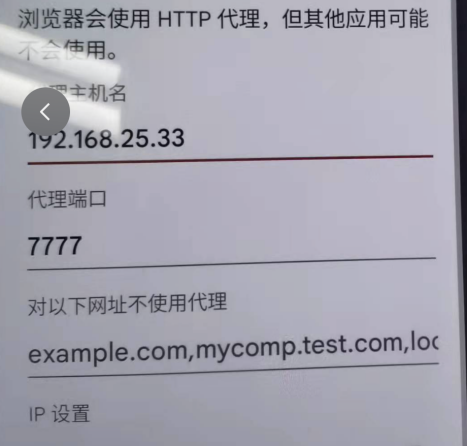 浏览器会使用 HTTP 代理，但其他应用可能
不会使用。
理主机名
192.168.25.33
代理端口
7777
对以下网址不使用代理
example.com,mycomp.test.com,loc
IP 设置